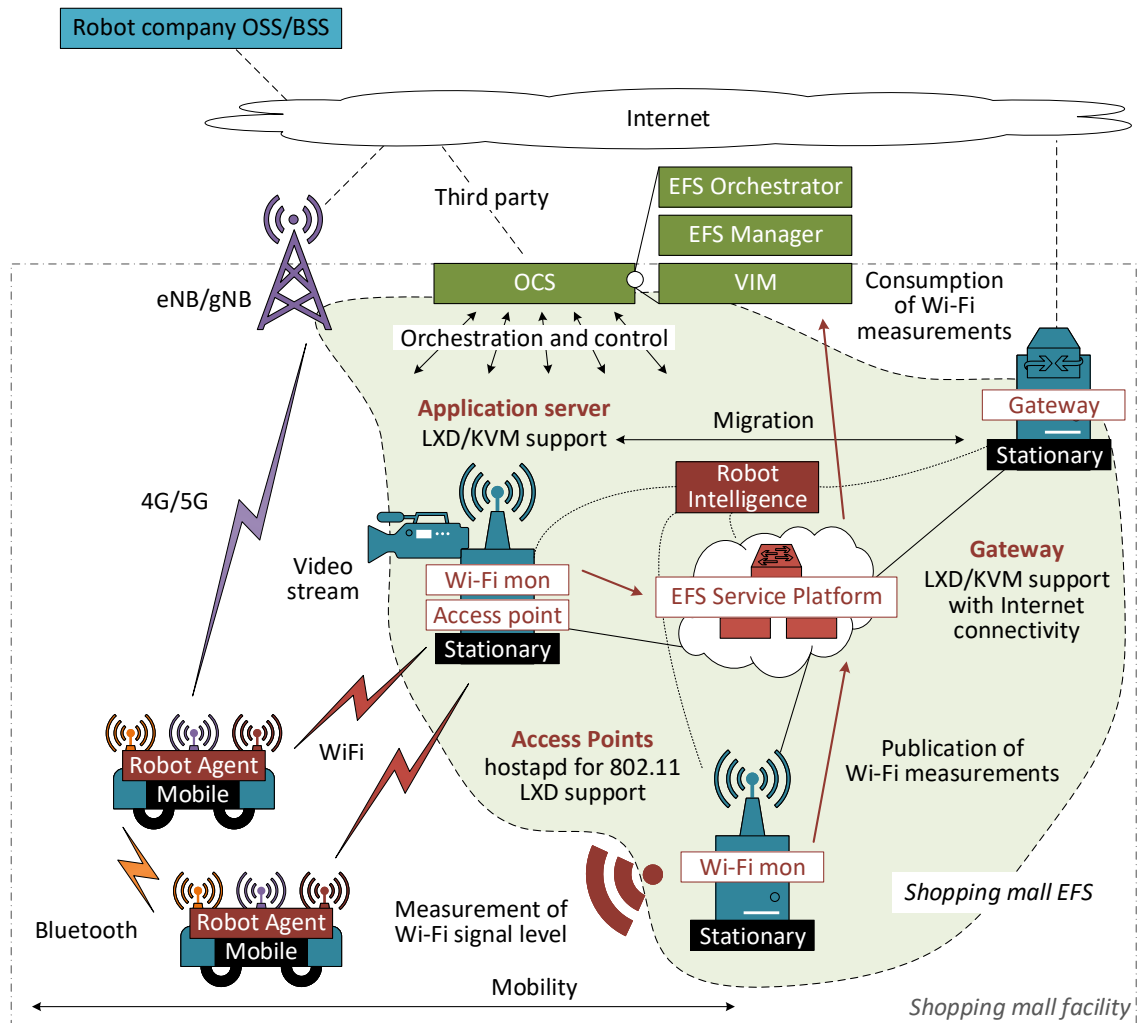 Robot company OSS/BSS
Internet
Third party
EFS Orchestrator
EFS Manager
VIM
OCS
eNB/gNB
Consumption
of Wi-Fi
measurements
Orchestration and control
Gateway
Stationary
Application server
LXD/KVM support
Migration
Robot
Intelligence
4G/5G
Video
stream
Wi-Fi mon
Access point
Stationary
EFS Service Platform
Gateway
LXD/KVM support
with Internet
connectivity
WiFi
Robot Agent
Mobile
Access Points
hostapd for 802.11
LXD support
Publication of
Wi-Fi measurements
Wi-Fi mon
Stationary
Shopping mall EFS
Bluetooth
Robot Agent
Mobile
Measurement of
Wi-Fi signal level
Mobility
Shopping mall facility